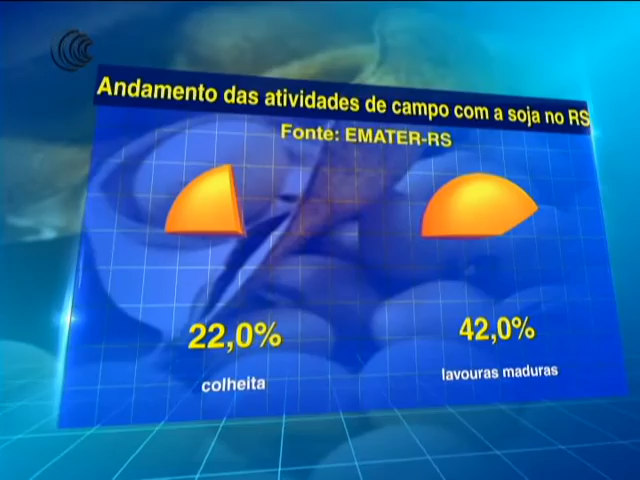 Andamento das atividades de campo com a soja no RS
Fonte: EMATER-RS
22,0%
42,0%
colheita
lavouras maduras